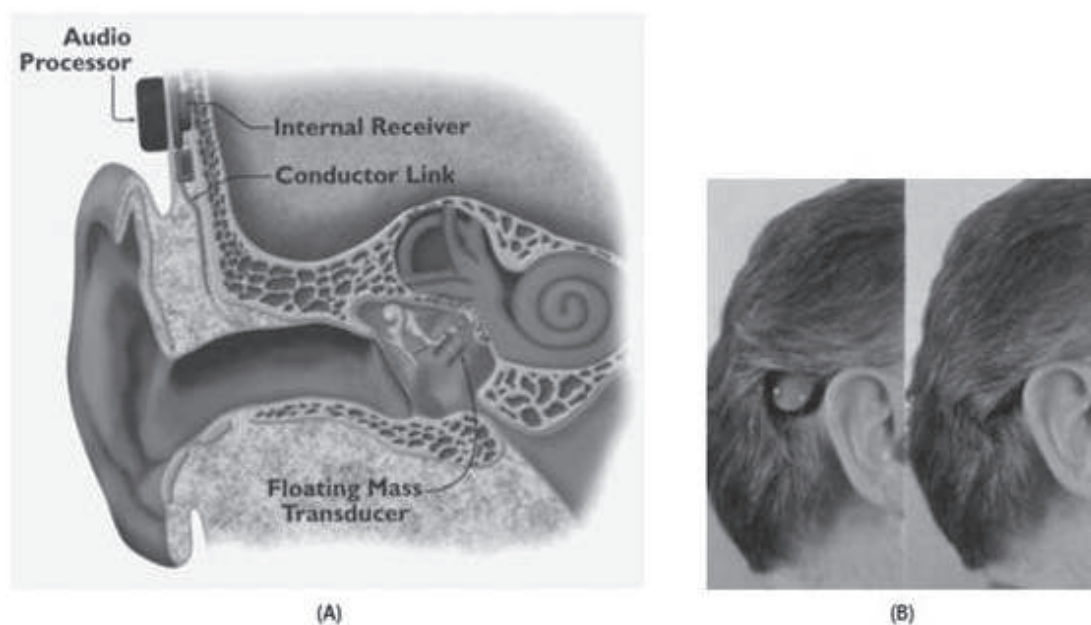 Audio
Processor
Internal Receiver
Conductor Link
Floating Mass
Transducer
(A)
(B)